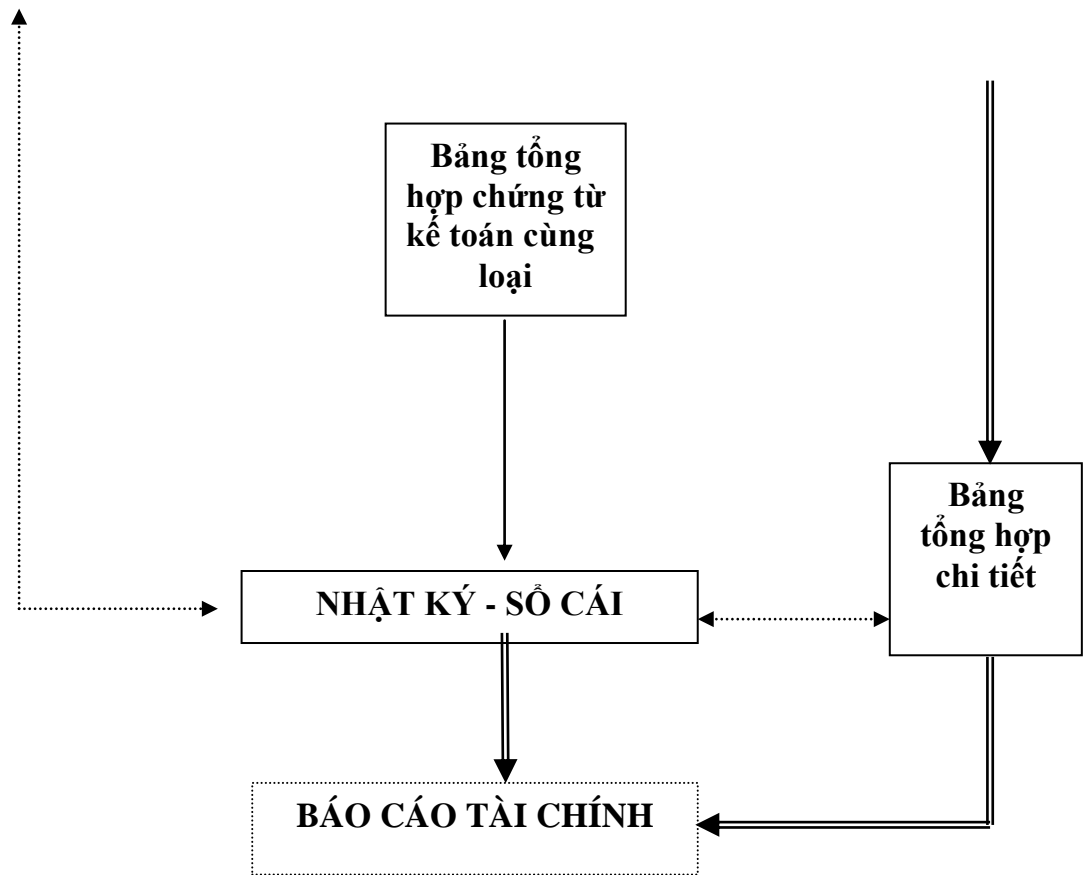 Bảng tổng
hợp chứng từ
kế toán cùng
loại
Bảng
tổng hợp
chi tiết
NHẬT KÝ - SỔ CÁI
BÁO CÁO TÀI CHÍNH